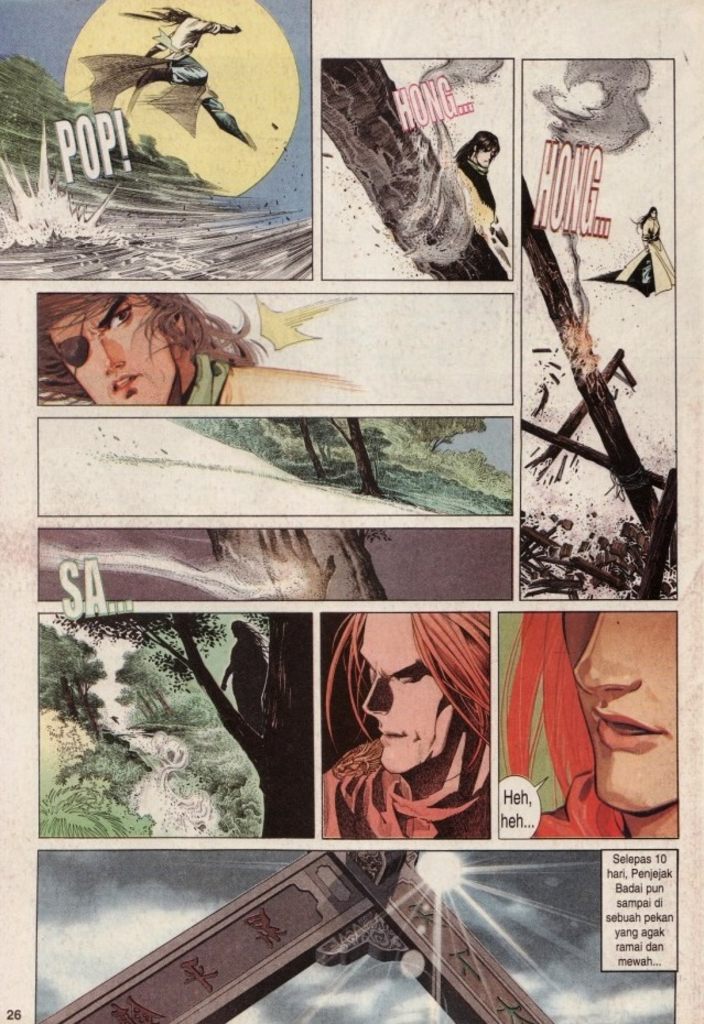 POP!
HONG...
HONG...
SA...
Heh,
heh...
Selepas 10
hari, Penjejak
Badai pun
sampai di
sebuah pekan
yang agak
ramai dan
mewah...
26